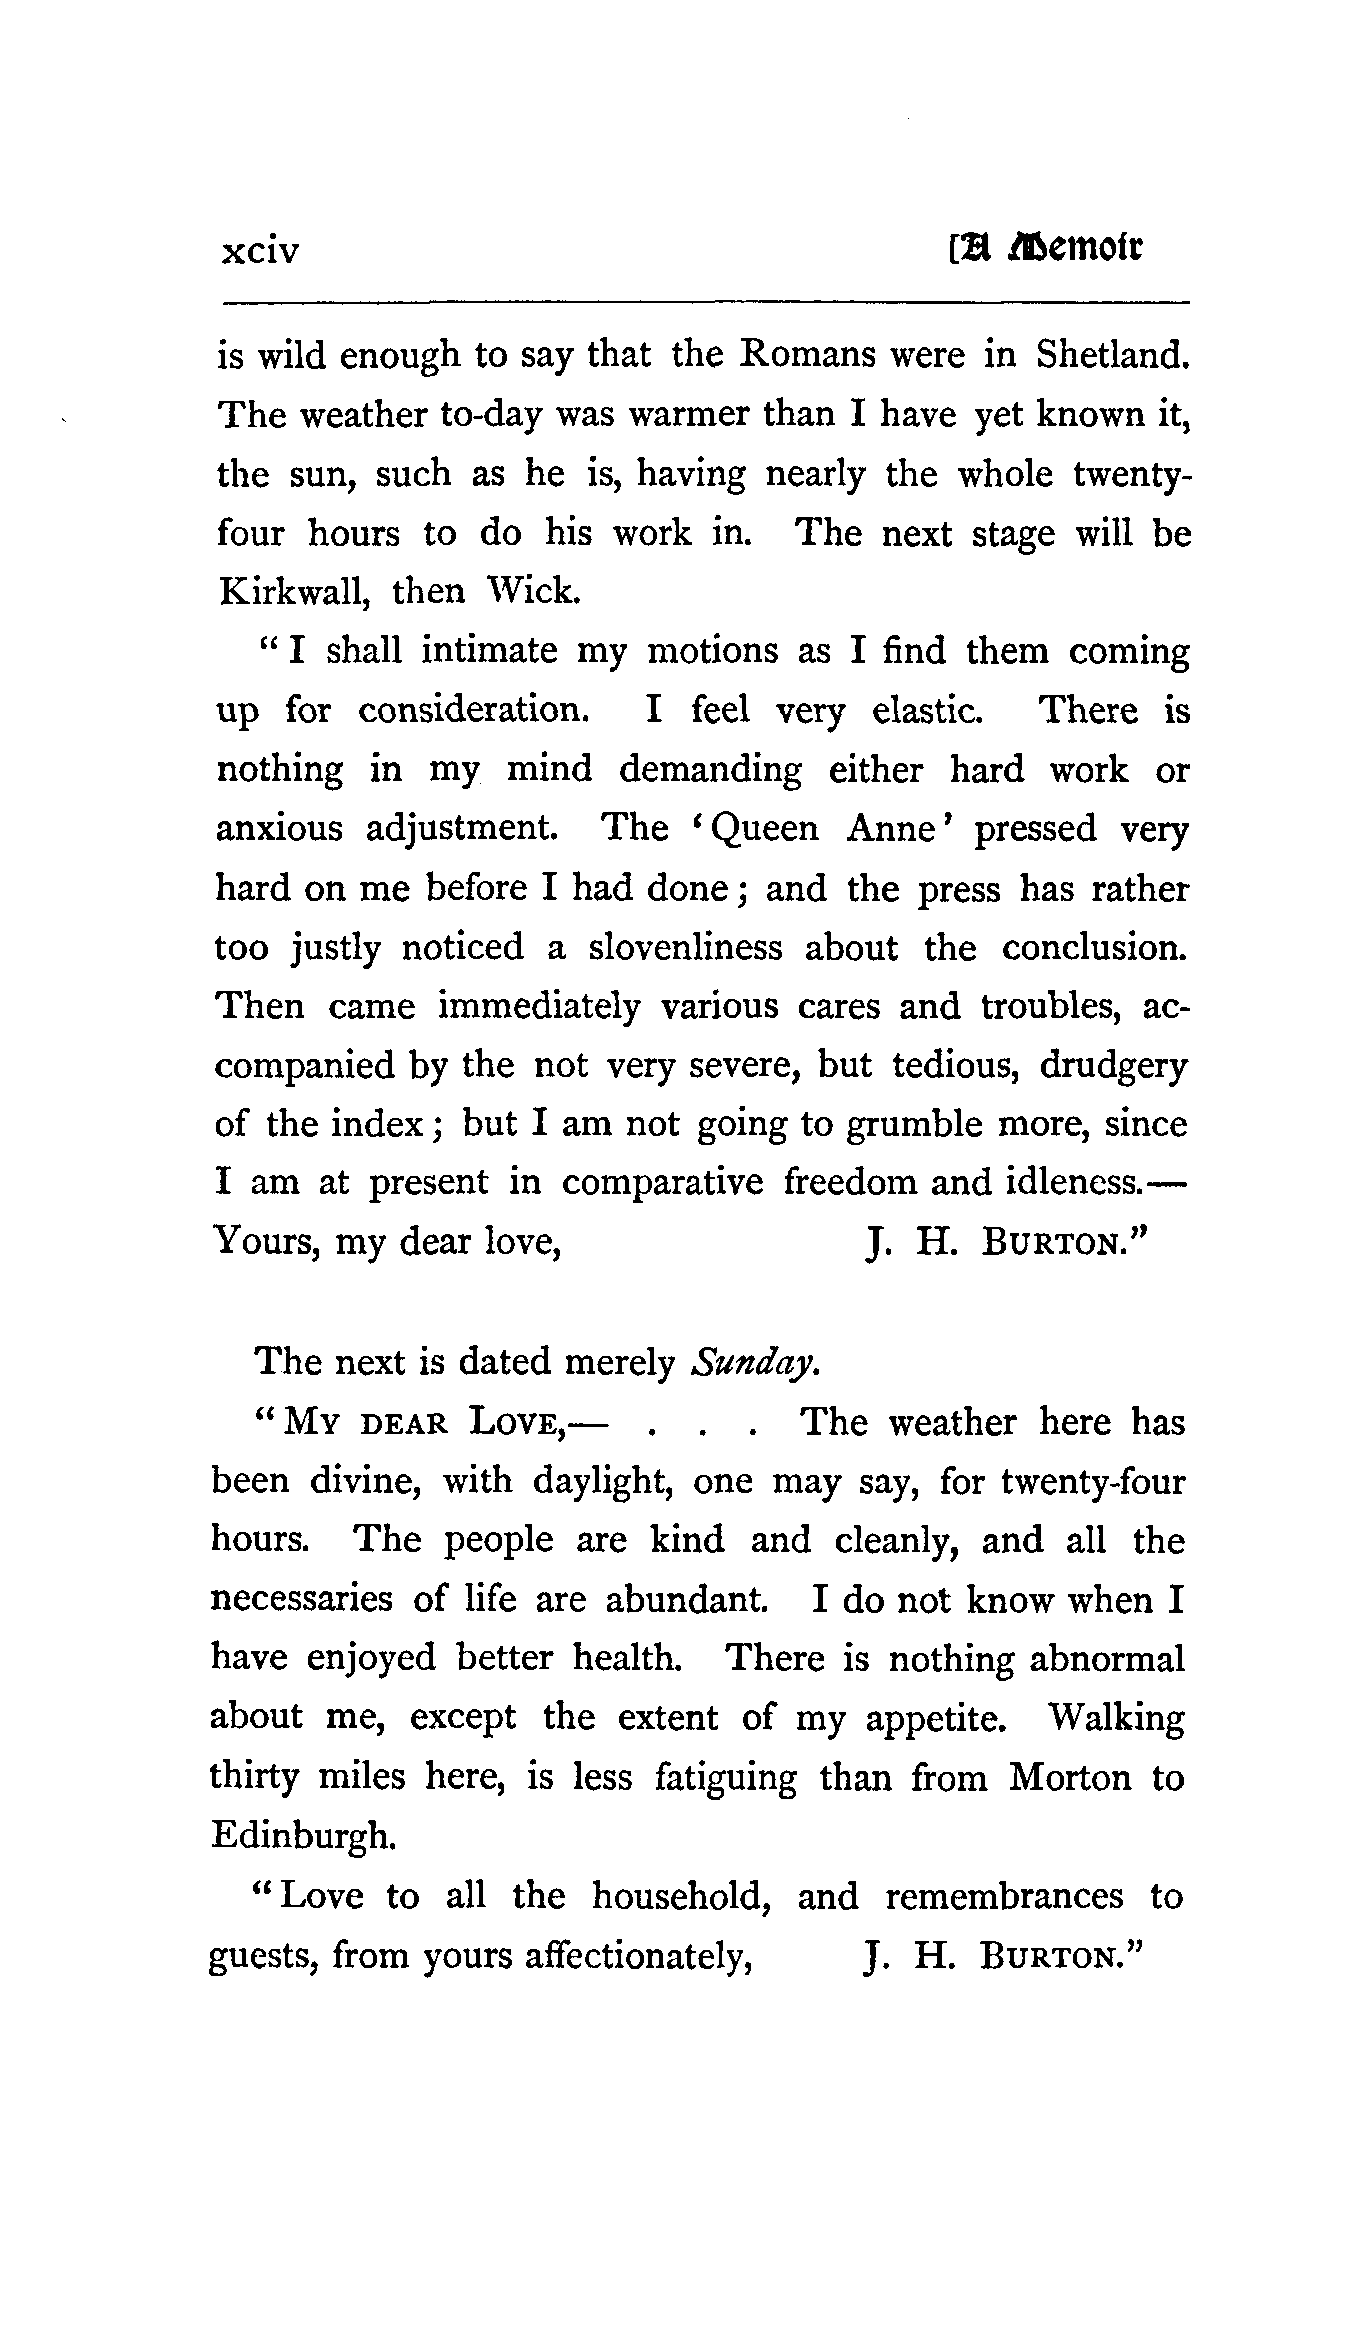 xciv [A Memoir
is wild enough to say that the Romans were in Shetland.
The weather to-day was warmer than I have yet known it,
the sun, such as he is, having nearly the whole twenty-
four hours to do his work in. The next stage will be
Kirkwall, then Wick.
“I shall intimate my motions as I find them coming
up for consideration. I feel very elastic. There is
nothing in my mind demanding either hard work or
anxious adjustment. The ‘Queen Anne’ pressed very
hard on me before I had done; and the press has rather
too justly noticed a slovenliness about the conclusion.
Then came immediately various cares and troubles, ac-
companied by the not very severe, but tedious, drudgery
of the index; but I am not going to grumble more, since
I am at present in comparative freedom and idleness.—
Yours, my dear love, J. H. BURTON.”
The next is dated merely Sunday.
“MY DEAR LOVE,— . . . The weather here has
been divine, with daylight, one may say, for twenty-four
hours. The people are kind and cleanly, and all the
necessaries of life are abundant. I do not know when I
have enjoyed better health. There is nothing abnormal
about me, except the extent of my appetite. Walking
thirty miles here, is less fatiguing than from Morton to
Edinburgh.
“Love to all the household, and remembrances to
guests, from yours affectionately, J. H. BURTON.”